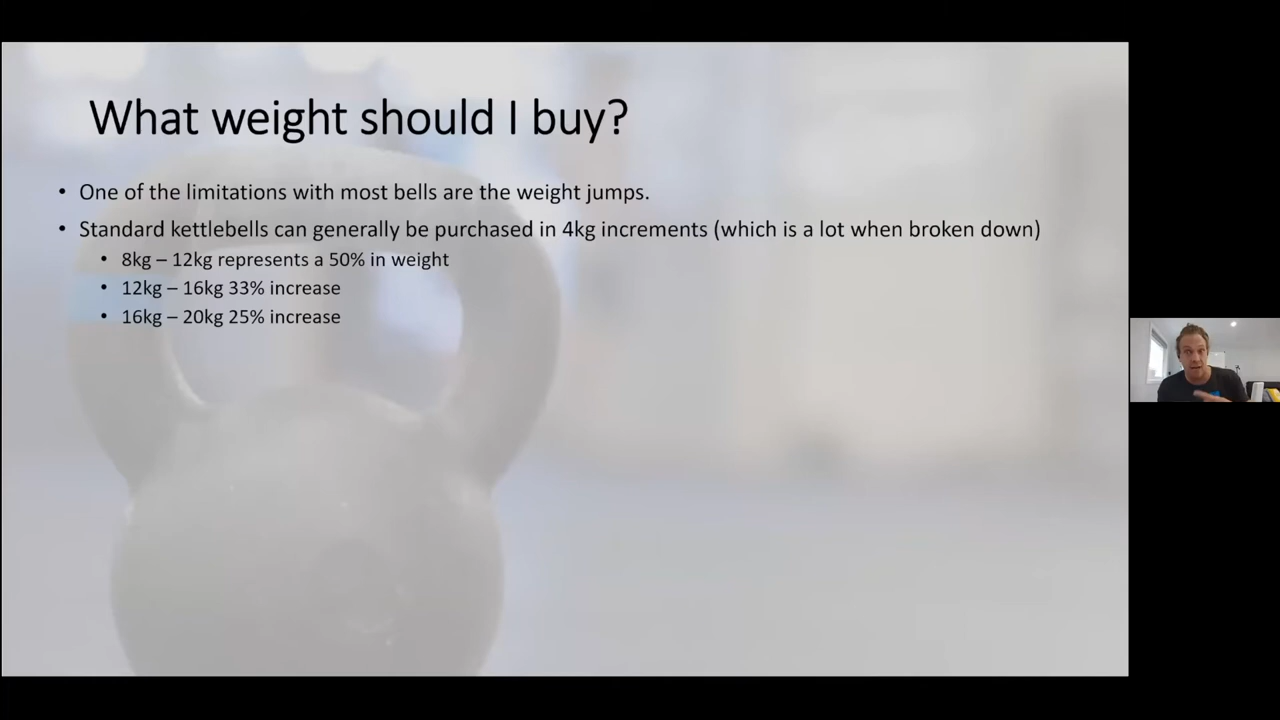 What weight should I buy?
• One of the limitations with most bells are the weight jumps.
• Standard kettlebells can generally be purchased in 4kg increments (which is a lot when broken down)
• 8kg – 12kg represents a 50% in weight
• 12kg – 16kg 33% increase
• 16kg – 20kg 25% increase